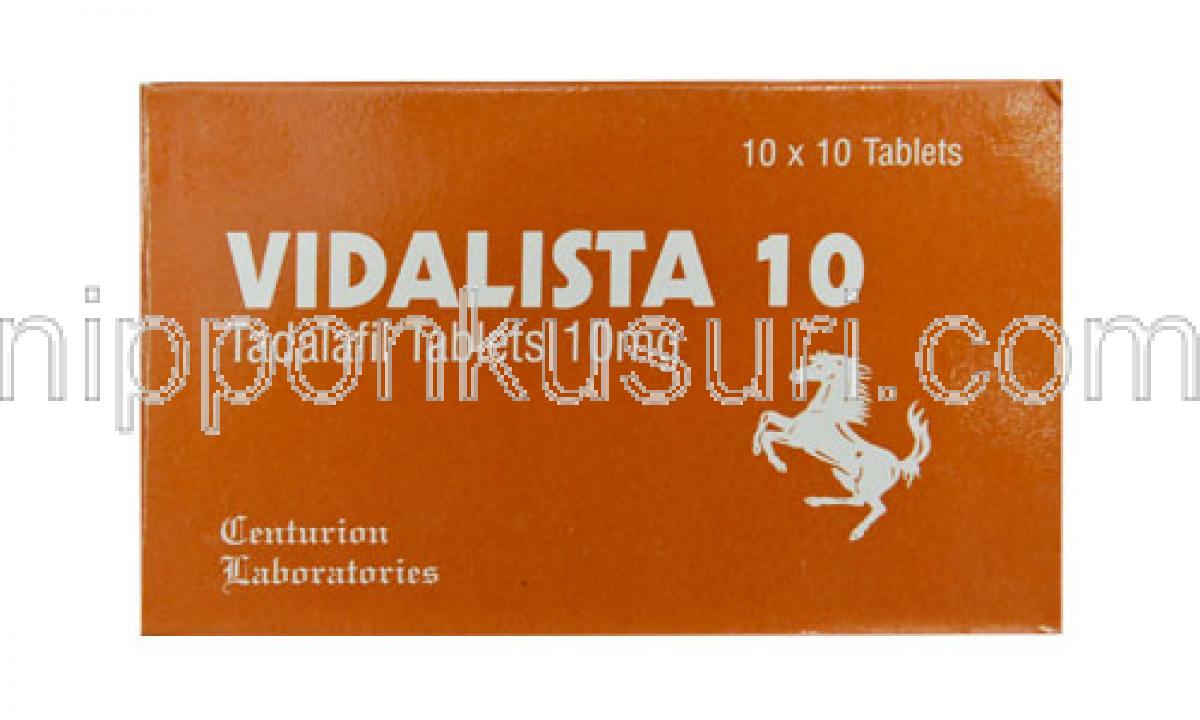 10 x 10 Tablets
VIDALISTA 10
Tadalafil Tablets 10mg
nipponkusuri.com
Centurion
Laboratories